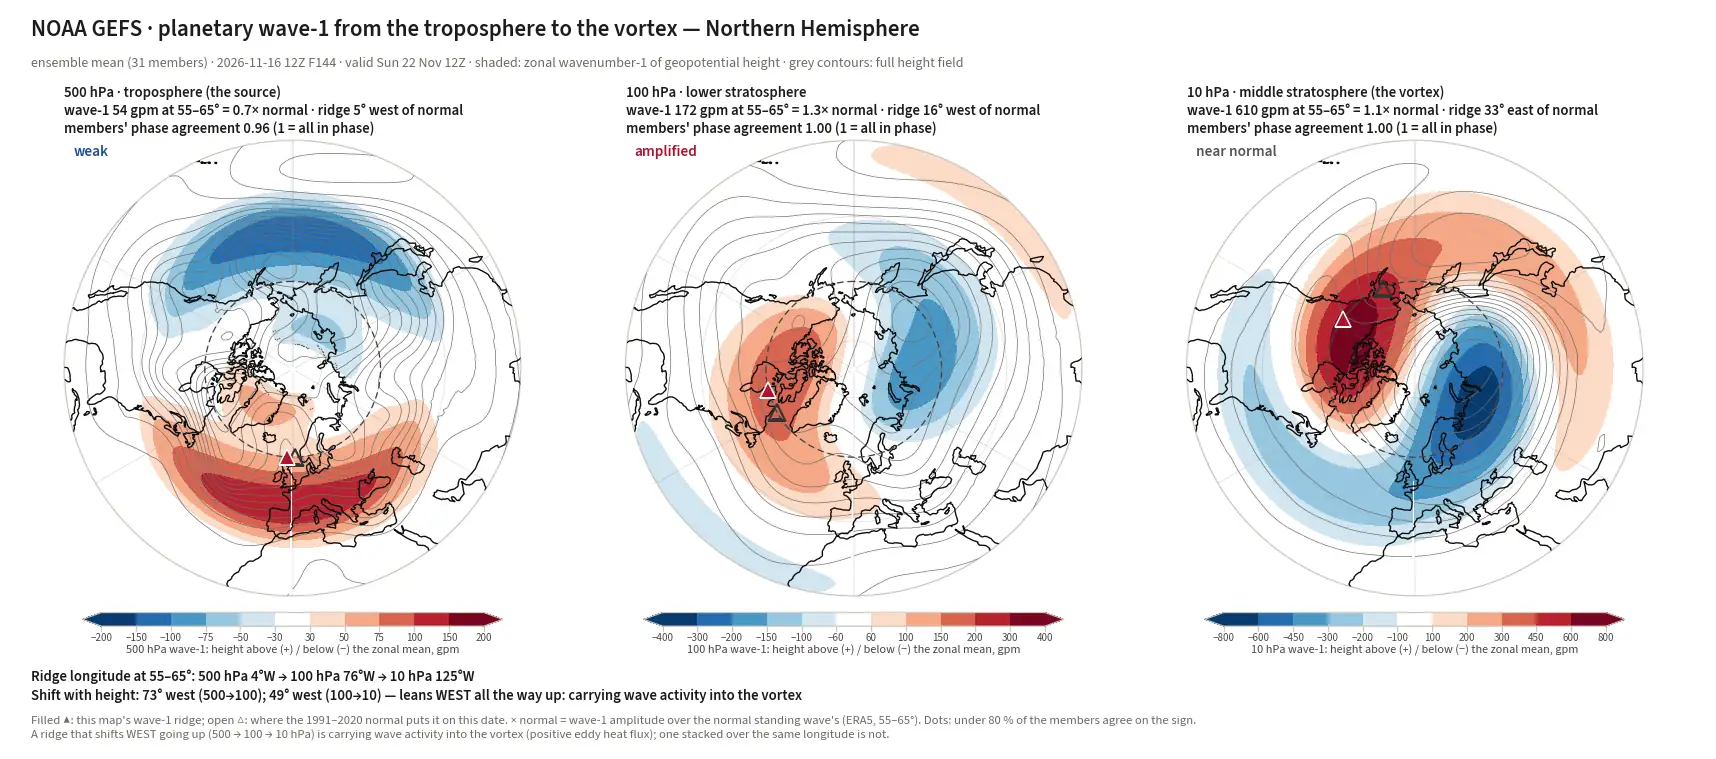 NOAA GEFS · planetary wave-1 from the troposphere to the vortex — Northern Hemisphere
ensemble mean (31 members) · 2026-11-16 12Z F144 · valid Sun 22 Nov 12Z · shaded: zonal wavenumber-1 of geopotential height · grey contours: full height field
500 hPa · troposphere (the source)
wave-1 54 gpm at 55–65° = 0.7× normal · ridge 5° west of normal
members' phase agreement 0.96 (1 = all in phase)
weak
100 hPa · lower stratosphere
wave-1 172 gpm at 55–65° = 1.3× normal · ridge 16° west of normal
members' phase agreement 1.00 (1 = all in phase)
amplified
10 hPa · middle stratosphere (the vortex)
wave-1 610 gpm at 55–65° = 1.1× normal · ridge 33° east of normal
members' phase agreement 1.00 (1 = all in phase)
near normal
−200 −150 −100 −75 −50 −30 30 50 75 100 150 200
500 hPa wave-1: height above (+) / below (−) the zonal mean, gpm
−400 −300 −200 −150 −100 −60 60 100 150 200 300 400
100 hPa wave-1: height above (+) / below (−) the zonal mean, gpm
−800 −600 −450 −300 −200 −100 100 200 300 450 600 800
10 hPa wave-1: height above (+) / below (−) the zonal mean, gpm
Ridge longitude at 55–65°: 500 hPa 4°W → 100 hPa 76°W → 10 hPa 125°W
Shift with height: 73° west (500→100); 49° west (100→10) — leans WEST all the way up: carrying wave activity into the vortex
Filled ▲: this map's wave-1 ridge; open △: where the 1991–2020 normal puts it on this date. × normal = wave-1 amplitude over the normal standing wave's (ERA5, 55–65°). Dots: under 80 % of the members agree on the sign.
A ridge that shifts WEST going up (500 → 100 → 10 hPa) is carrying wave activity into the vortex (positive eddy heat flux); one stacked over the same longitude is not.